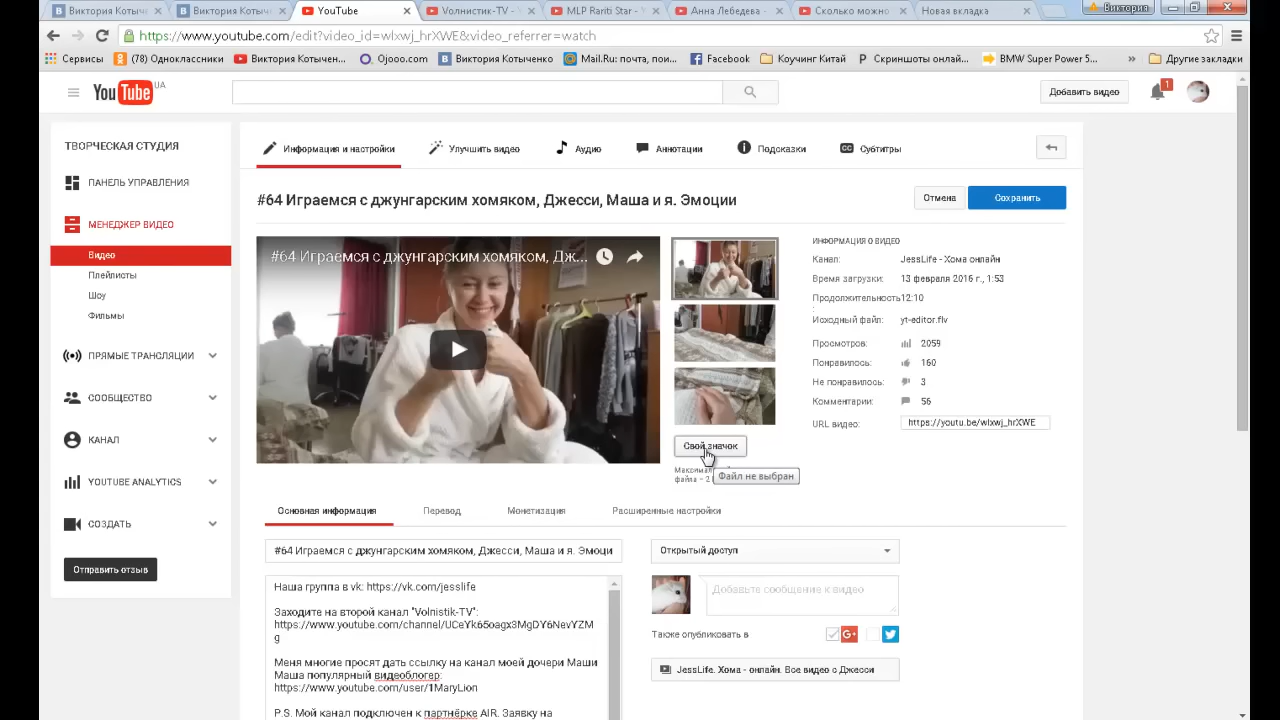 Виктория Котыченк
Виктория Котыченк
YouTube
Волнистик-TV - YouTu
MLP Rariti Star - YouTu
Анна Лебедева - YouT
Сколько можно
Новая вкладка
Виктория
https://www.youtube.com/edit?video_id=wlxwj_hrXWE&video_referrer=watch
Сервисы
(78) Одноклассники
Виктория Котычен...
Ojooo.com
Виктория Котыченко
Mail.Ru: почта, пои...
Facebook
Коучинг Китай
Скриншоты онлай...
BMW Super Power 5...
»
Другие закладки
YouTube UA
Добавить видео
1
ТВОРЧЕСКАЯ СТУДИЯ
ПАНЕЛЬ УПРАВЛЕНИЯ
МЕНЕДЖЕР ВИДЕО
Видео
Плейлисты
Шоу
Фильмы
ПРЯМЫЕ ТРАНСЛЯЦИИ
СООБЩЕСТВО
КАНАЛ
YOUTUBE ANALYTICS
СОЗДАТЬ
Отправить отзыв
Информация и настройки
Улучшить видео
Аудио
Аннотации
Подсказки
CC Субтитры
#64 Играемся с джунгарским хомяком, Джесси, Маша и я. Эмоции
Отмена
Сохранить
#64 Играемся с джунгарским хомяком, Дж...
Свой значок
Файл не выбран
ИНФОРМАЦИЯ О ВИДЕО
Канал: JessLife - Хома онлайн
Время загрузки: 13 февраля 2016 г., 1:53
Продолжительность: 12:10
Исходный файл: yt-editor.flv
Просмотров: 2059
Понравилось: 160
Не понравилось: 3
Комментарии: 56
URL видео: https://youtu.be/wlxwj_hrXWE
Основная информация
Перевод
Монетизация
Расширенные настройки
#64 Играемся с джунгарским хомяком, Джесси, Маша и я. Эмоци
Наша группа в vk: https://vk.com/jesslife
Заходите на второй канал "Volnistik-TV":
https://www.youtube.com/channel/UCeYk65oagx3MgDY6NevYZM
g
Меня многие просят дать ссылку на канал моей дочери Маши
Маша популярный видеоблогер:
https://www.youtube.com/user/1MaryLion
P.S. Мой канал подключен к партнёрке AIR. Заявку на
Открытый доступ
Добавьте сообщение к видео
Также опубликовать в
G+
JessLife. Хома - онлайн. Все видео с Джесси